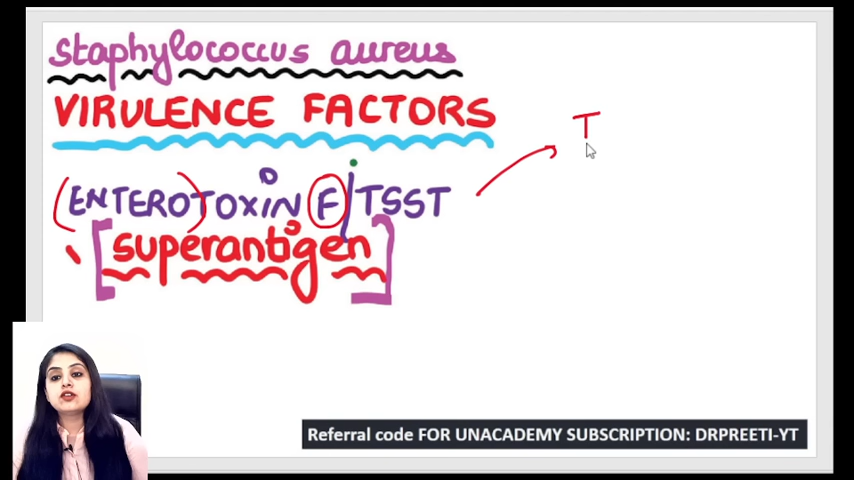 Staphylococcus aureus
VIRULENCE FACTORS
T
(ENTERO)TOXIN F/TSST
[superantigen]
Referral code FOR UNACADEMY SUBSCRIPTION: DRPREETI-YT